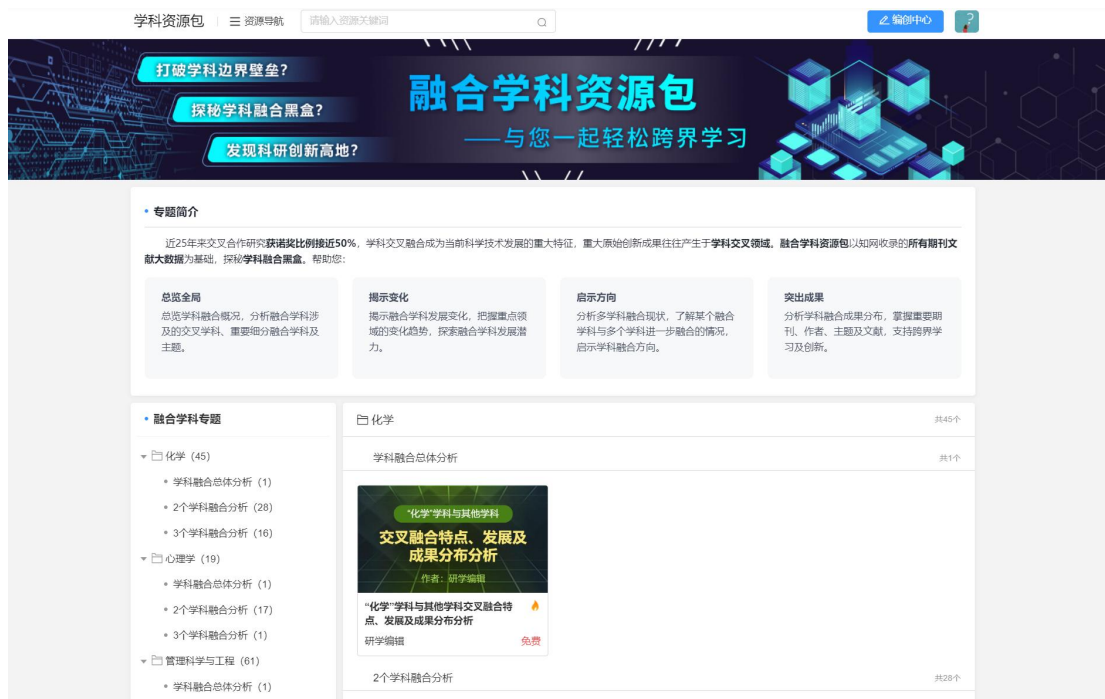 学科资源包
资源导航
请输入资源关键词
编创中心
打破学科边界壁垒?
探秘学科融合黑盒?
发现科研创新高地?
融合学科资源包
——与您一起轻松跨界学习
专题简介
近25年来交叉合作研究获诺奖比例接近50%，学科交叉融合成为当前科学技术发展的重大特征，重大原始创新成果往往产生于学科交叉领域。融合学科资源包以知网收录的所有期刊文
献大数据为基础，探秘学科融合黑盒。帮助您：
总览全局
总览学科融合概况，分析融合学科涉
及的交叉学科、重要细分融合学科及
主题。
揭示变化
揭示融合学科发展变化，把握重点领
域的变化趋势，探索融合学科发展潜
力。
启示方向
分析多学科融合现状，了解某个融合
学科与多个学科进一步融合的情况，
启示学科融合方向。
突出成果
分析学科融合成果分布，掌握重要期
刊、作者、主题及文献，支持跨界学
习及创新。
融合学科专题
化学 (45)
学科融合总体分析 (1)
2个学科融合分析 (28)
3个学科融合分析 (16)
心理学 (19)
学科融合总体分析 (1)
2个学科融合分析 (17)
3个学科融合分析 (1)
管理科学与工程 (61)
学科融合总体分析 (1)
化学
共45个
学科融合总体分析
共1个
“化学”学科与其他学科
交叉融合特点、发展及
成果分布分析
作者：研学编辑
“化学”学科与其他学科交叉融合特
点、发展及成果分布分析
研学编辑
免费
2个学科融合分析
共28个